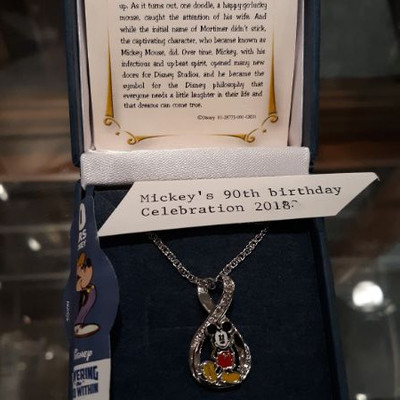 up. As it turns out, one doodle, a happy-go-lucky
mouse, caught the attention of his wife. And
while the initial name of Mortimer didn't stick,
the captivating character, who became known as
Mickey Mouse, did. Over time, Mickey, with his
infectious and upbeat spirit, opened many new
doors for Disney Studios, and he became the
symbol for the Disney philosophy that
everyone needs a little laughter in their life and
that dreams can come true.
©Disney
Mickey's 90th birthday
Celebration 2018
Disney
WITHIN